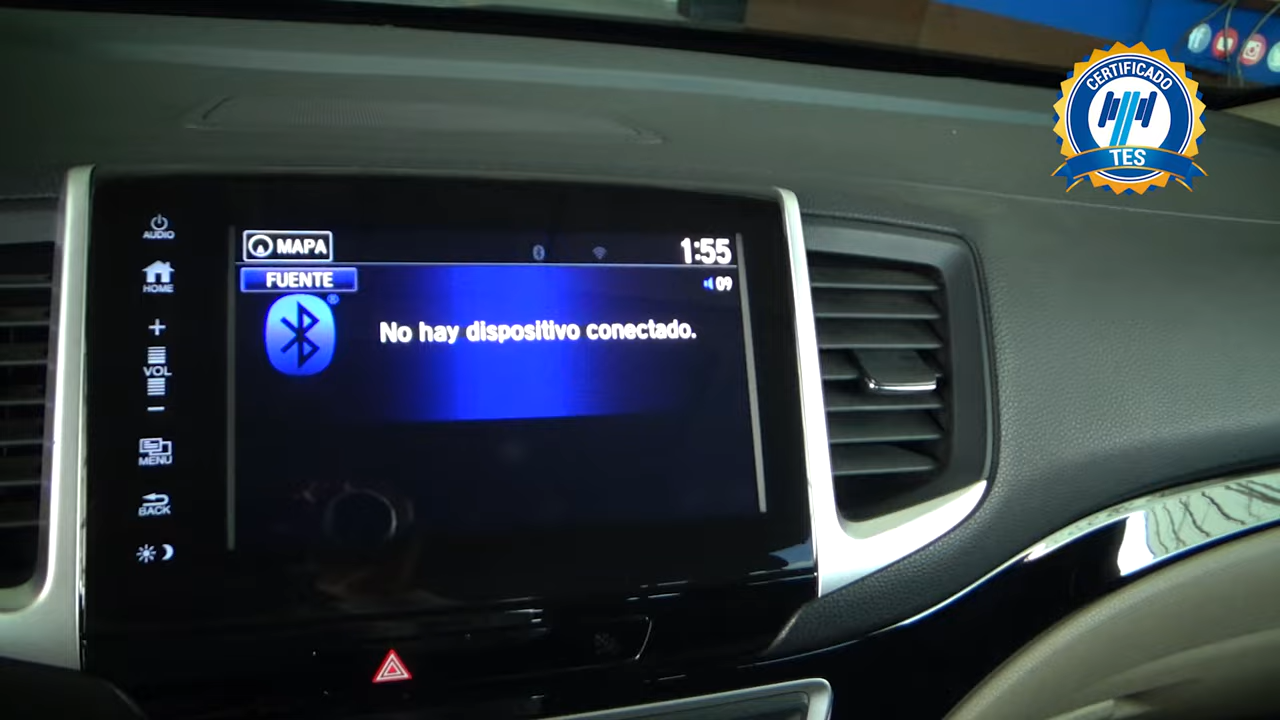 CERTIFICADO
TES
AUDIO
HOME
VOL
MENU
BACK
MAPA
1:55
FUENTE
09
®
No hay dispositivo conectado.